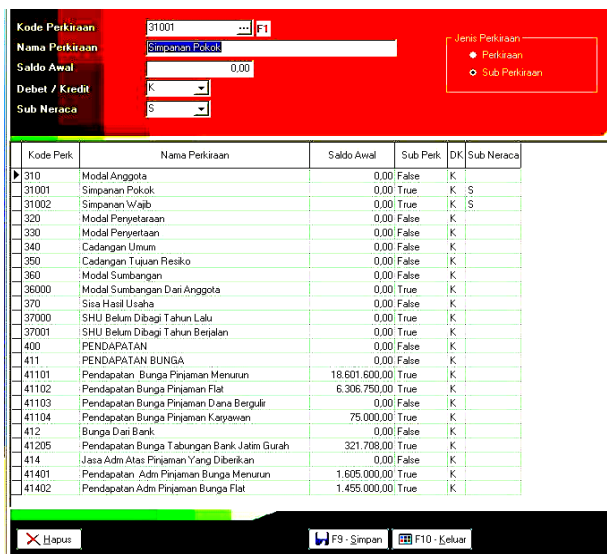 Kode Perkiraan 31001 ... F1
Nama Perkiraan Simpanan Pokok
Saldo Awal 0,00
Debet / Kredit K
Sub Neraca S
Jenis Perkiraan
Perkiraan
Sub Perkiraan
Kode Perk Nama Perkiraan Saldo Awal Sub Perk DK Sub Neraca
310 Modal Anggota 0,00 False K
31001 Simpanan Pokok 0,00 True K S
31002 Simpanan Wajib 0,00 True K S
320 Modal Penyetaraan 0,00 False K
330 Modal Penyertaan 0,00 False K
340 Cadangan Umum 0,00 False K
350 Cadangan Tujuan Resiko 0,00 False K
360 Modal Sumbangan 0,00 False K
36000 Modal Sumbangan Dari Anggota 0,00 True K
370 Sisa Hasil Usaha 0,00 False K
37000 SHU Belum Dibagi Tahun Lalu 0,00 True K
37001 SHU Belum Dibagi Tahun Berjalan 0,00 True K
400 PENDAPATAN 0,00 False K
411 PENDAPATAN BUNGA 0,00 False K
41101 Pendapatan Bunga Pinjaman Menurun 18.601.600,00 True K
41102 Pendapatan Bunga Pinjaman Flat 6.306.750,00 True K
41103 Pendapatan Bunga Pinjaman Dana Bergulir 0,00 False K
41104 Pendapatan Bunga Pinjaman Karyawan 75.000,00 True K
412 Bunga Dari Bank 0,00 False K
41205 Pendapatan Bunga Tabungan Bank Jatim Gurah 321.708,00 True K
414 Jasa Adm Atas Pinjaman Yang Diberikan 0,00 False K
41401 Pendapatan Adm Pinjaman Bunga Menurun 1.605.000,00 True K
41402 Pendapatan Adm Pinjaman Bunga Flat 1.455.000,00 True K
Hapus F9 - Simpan F10 - Keluar